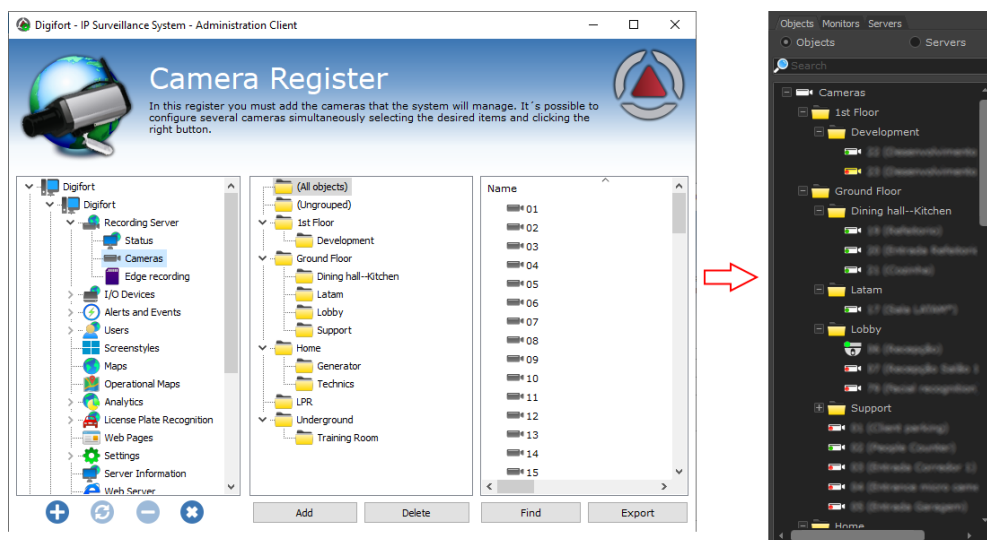 Digifort - IP Surveillance System - Administration Client
Camera Register
In this register you must add the cameras that the system will manage. It´s possible to
configure several cameras simultaneously selecting the desired items and clicking the
right button.
Digifort
Digifort
Recording Server
Status
Cameras
Edge recording
I/O Devices
Alerts and Events
Users
Screenstyles
Maps
Operational Maps
Analytics
License Plate Recognition
Web Pages
Settings
Server Information
Web Server
(All objects)
(Ungrouped)
1st Floor
Development
Ground Floor
Dining hall--Kitchen
Latam
Lobby
Support
Home
Generator
Technics
LPR
Underground
Training Room
Name
01
02
03
04
05
06
07
08
09
10
11
12
13
14
15
Add
Delete
Find
Export
Objects Monitors Servers
Objects Servers
Search
Cameras
1st Floor
Development
Ground Floor
Dining hall--Kitchen
Latam
Lobby
Support
Home